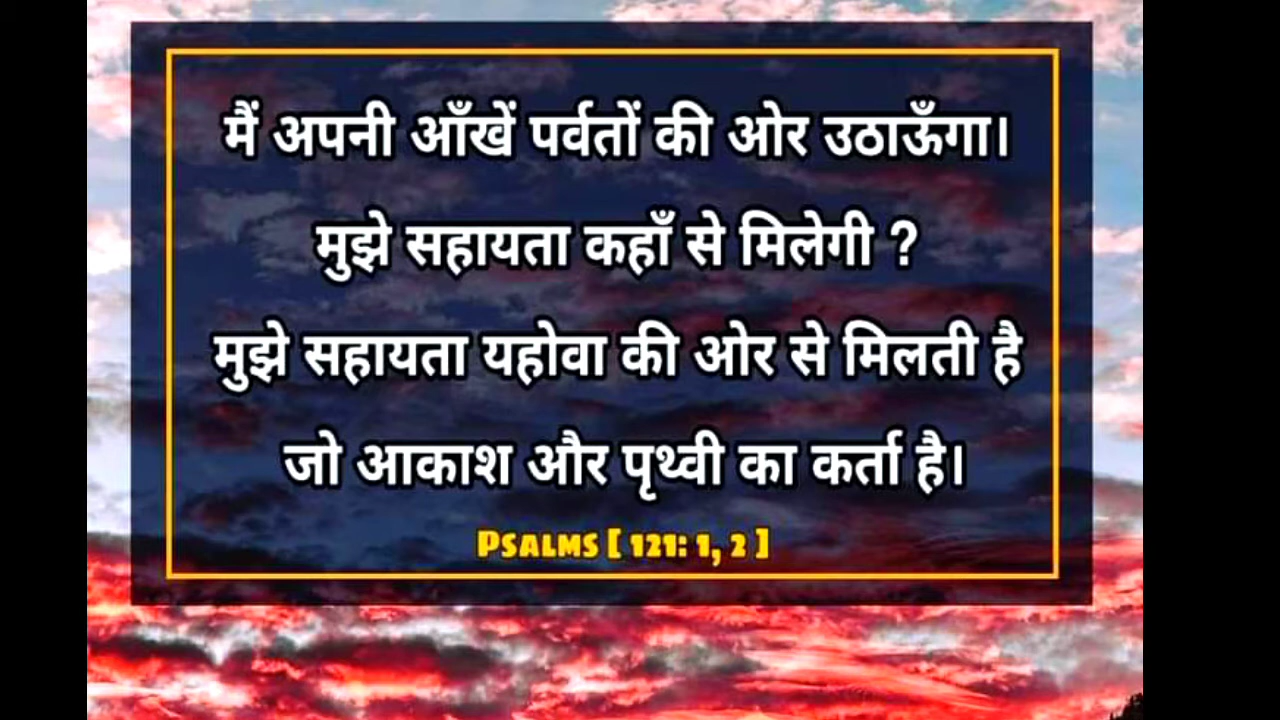 मैं अपनी आँखें पर्वतों की ओर उठाऊँगा।
मुझे सहायता कहाँ से मिलेगी ?
मुझे सहायता यहोवा की ओर से मिलती है
जो आकाश और पृथ्वी का कर्ता है।
PSALMS [ 121: 1, 2 ]